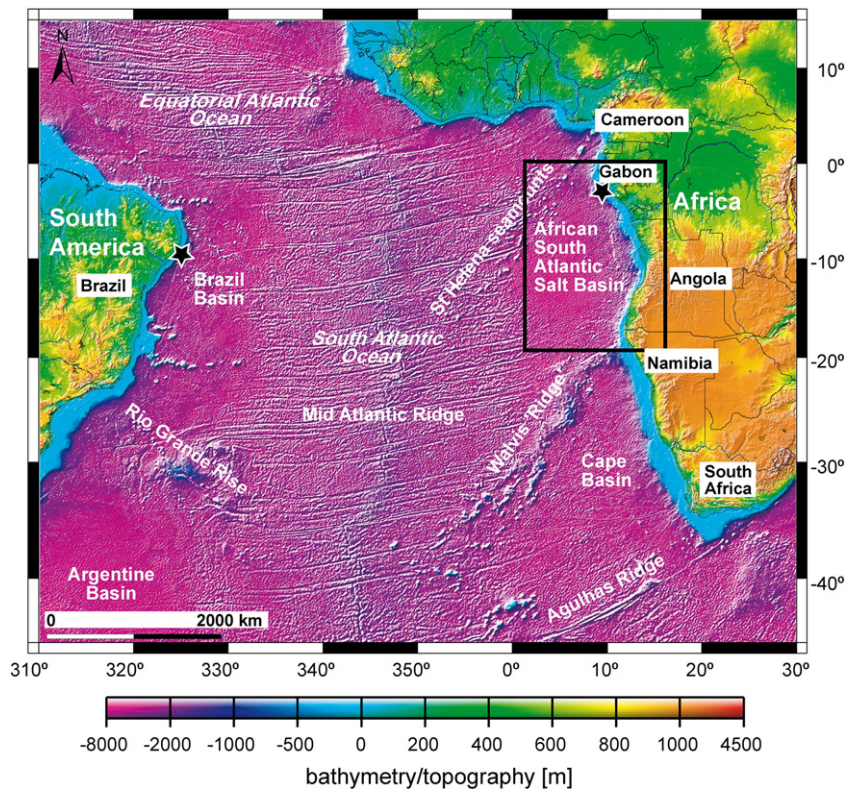 N
Equatorial Atlantic
Ocean
Cameroon
Gabon
Africa
South
America
Brazil
Brazil
Basin
St Helena seamounts
African
South
Atlantic
Salt Basin
Angola
South Atlantic
Ocean
Namibia
Mid Atlantic Ridge
Walvis Ridge
Rio Grande Rise
Cape
Basin
South
Africa
Argentine
Basin
Agulhas Ridge
0 2000 km
10º
0º
-10º
-20º
-30º
-40º
310º 320º 330º 340º 350º 0º 10º 20º 30º
-8000 -2000 -1000 -500 0 200 400 600 800 1000 4500
bathymetry/topography [m]